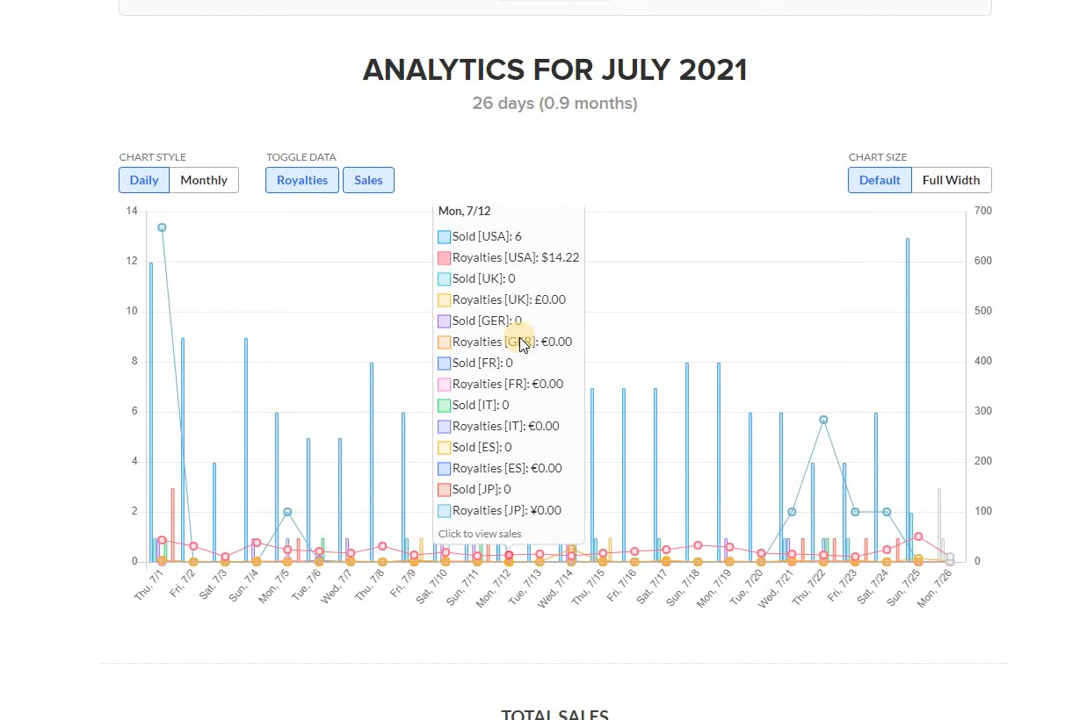 ANALYTICS FOR JULY 2021
26 days (0.9 months)
CHART STYLE
TOGGLE DATA
CHART SIZE
Daily Monthly
Royalties Sales
Default Full Width
14
12
10
8
6
4
2
0
700
600
500
400
300
200
100
0
Mon, 7/12
Sold [USA]: 6
Royalties [USA]: $14.22
Sold [UK]: 0
Royalties [UK]: £0.00
Sold [GER]: 0
Royalties [GER]: €0.00
Sold [FR]: 0
Royalties [FR]: €0.00
Sold [IT]: 0
Royalties [IT]: €0.00
Sold [ES]: 0
Royalties [ES]: €0.00
Sold [JP]: 0
Royalties [JP]: ¥0.00
Click to view sales
Thu, 7/1
Fri, 7/2
Sat, 7/3
Sun, 7/4
Mon, 7/5
Tue, 7/6
Wed, 7/7
Thu, 7/8
Fri, 7/9
Sat, 7/10
Sun, 7/11
Mon, 7/12
Tue, 7/13
Wed, 7/14
Thu, 7/15
Fri, 7/16
Sat, 7/17
Sun, 7/18
Mon, 7/19
Tue, 7/20
Wed, 7/21
Thu, 7/22
Fri, 7/23
Sat, 7/24
Sun, 7/25
Mon, 7/26
TOTAL SALES